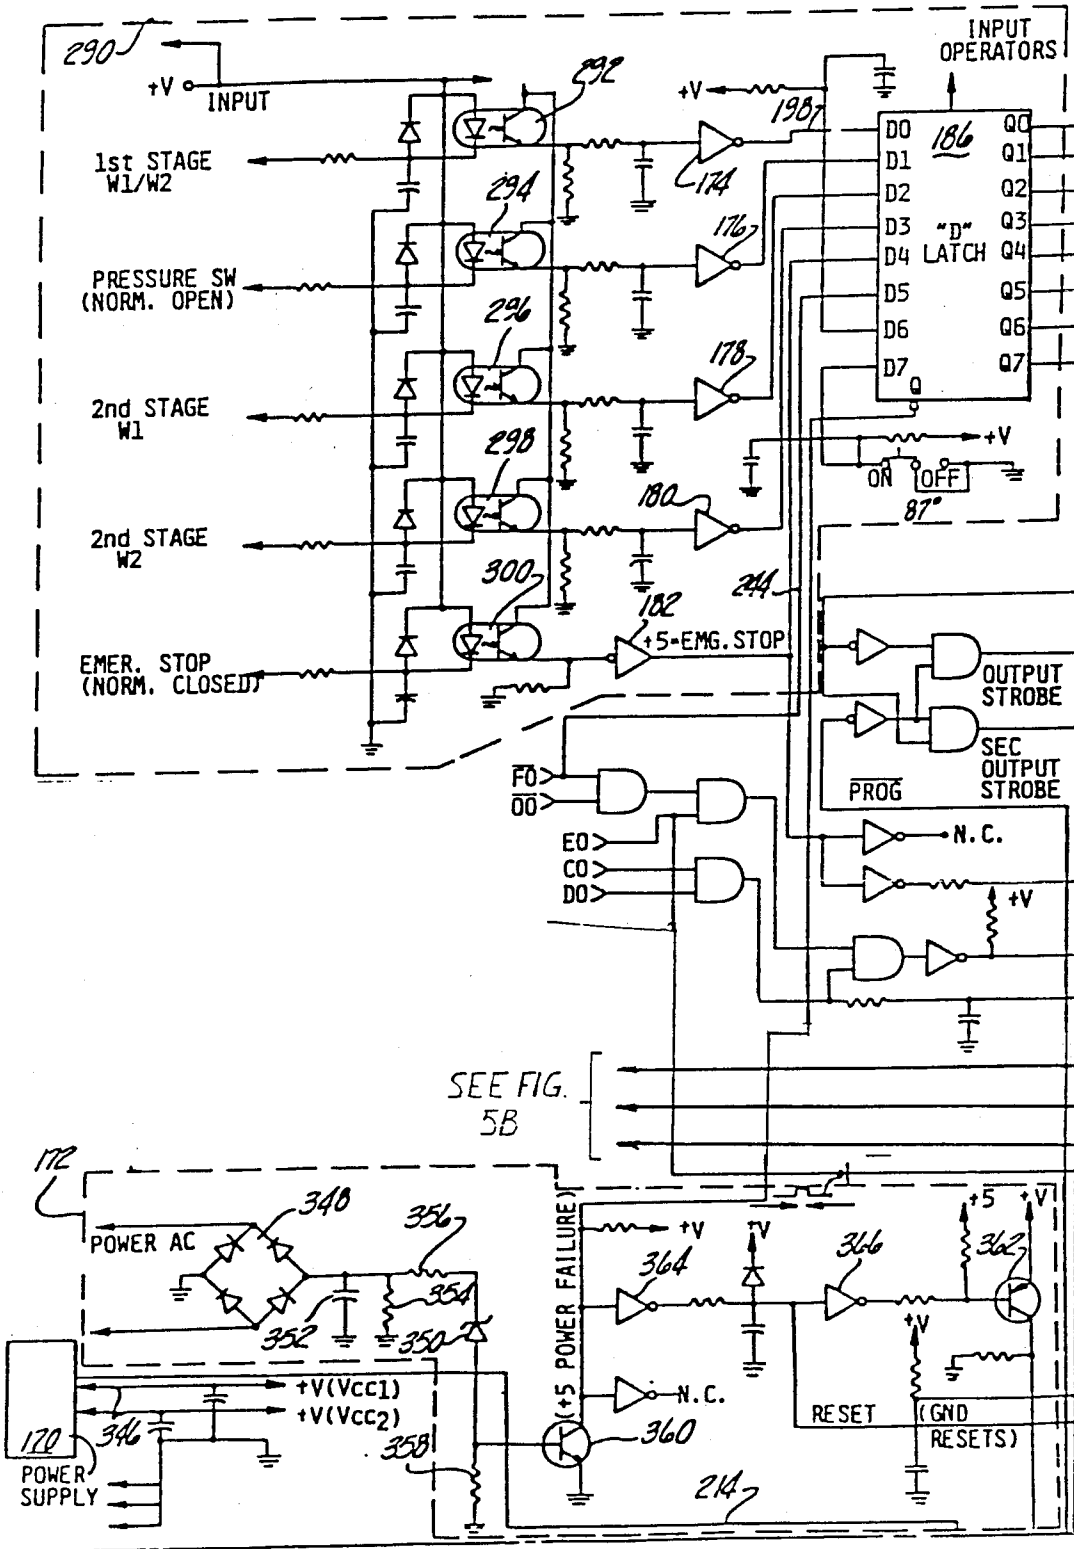 290
+V
INPUT
292
+V
198
INPUT
OPERATORS
1st STAGE
W1/W2
174
186
"D"
LATCH
D0
D1
D2
D3
D4
D5
D6
D7
Q0
Q1
Q2
Q3
Q4
Q5
Q6
Q7
Q
294
PRESSURE SW
(NORM. OPEN)
176
296
2nd STAGE
W1
178
+V
ON
OFF
87°
298
2nd STAGE
W2
180
300
244
182
+5=EMG.STOP
EMER. STOP
(NORM. CLOSED)
OUTPUT
STROBE
SEC
OUTPUT
STROBE
F̅O̅
O̅O̅
P̅R̅O̅G̅
EO
CO
DO
N.C.
+V
SEE FIG.
5B
172
POWER AC
348
356
354
352
350
(+5 POWER FAILURE)
+V
364
+V
366
+5
+V
362
+V
N.C.
RESET
(GND
RESETS)
+V(VCC1)
+V(VCC2)
346
170
POWER
SUPPLY
358
360
214